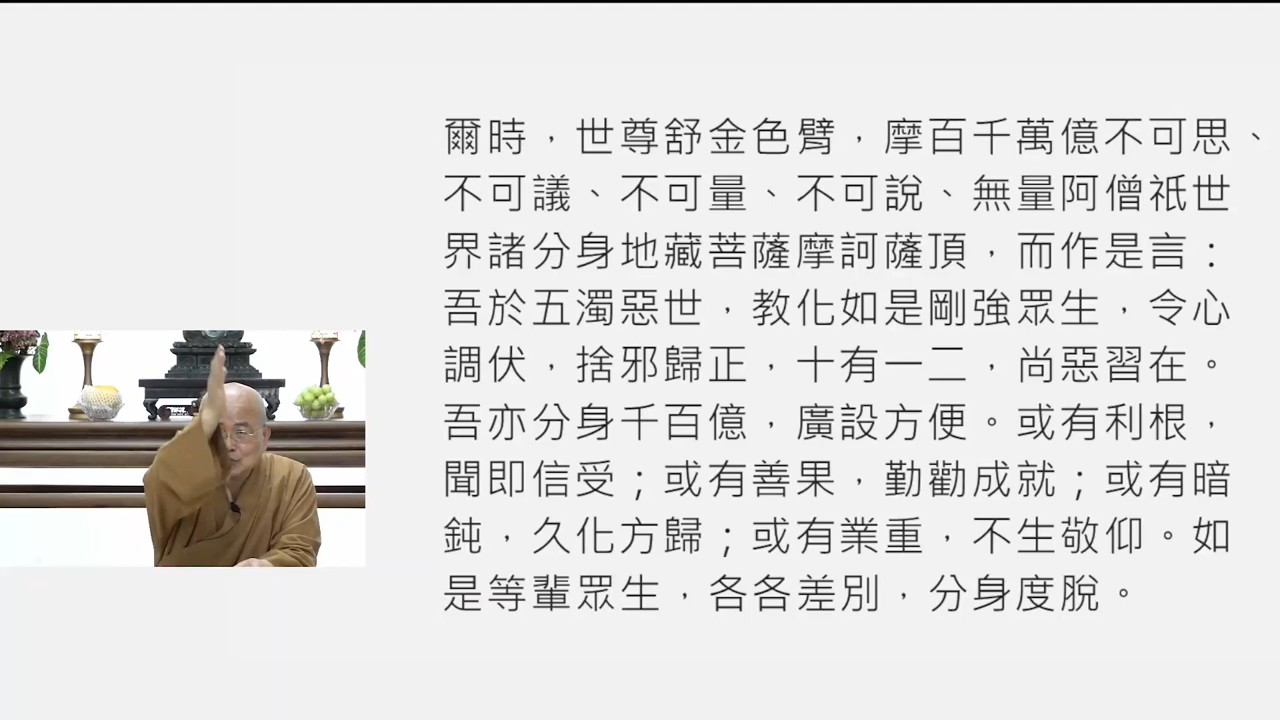 爾時，世尊舒金色臂，摩百千萬億不可思、
不可議、不可量、不可說、無量阿僧祇世
界諸分身地藏菩薩摩訶薩頂，而作是言：
吾於五濁惡世，教化如是剛強眾生，令心
調伏，捨邪歸正，十有一二，尚惡習在。
吾亦分身千百億，廣設方便。或有利根，
聞即信受；或有善果，勤勸成就；或有暗
鈍，久化方歸；或有業重，不生敬仰。如
是等輩眾生，各各差別，分身度脫。